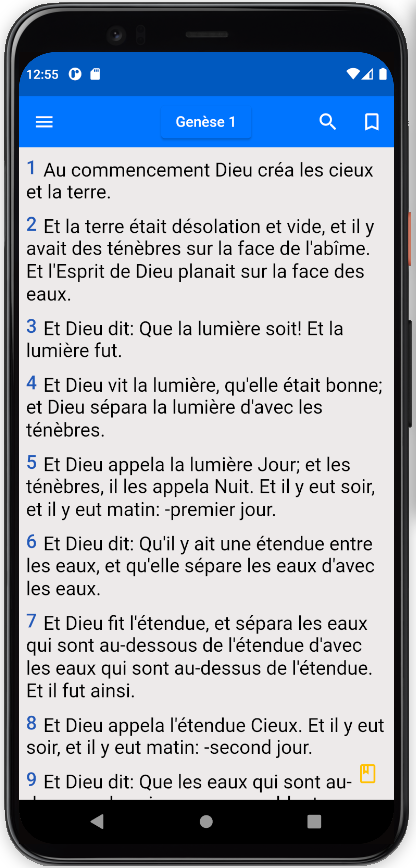 12:55
Genèse 1
1 Au commencement Dieu créa les cieux
et la terre.
2 Et la terre était désolation et vide, et il y
avait des ténèbres sur la face de l'abîme.
Et l'Esprit de Dieu planait sur la face des
eaux.
3 Et Dieu dit: Que la lumière soit! Et la
lumière fut.
4 Et Dieu vit la lumière, qu'elle était bonne;
et Dieu sépara la lumière d'avec les
ténèbres.
5 Et Dieu appela la lumière Jour; et les
ténèbres, il les appela Nuit. Et il y eut soir,
et il y eut matin: -premier jour.
6 Et Dieu dit: Qu'il y ait une étendue entre
les eaux, et qu'elle sépare les eaux d'avec
les eaux.
7 Et Dieu fit l'étendue, et sépara les eaux
qui sont au-dessous de l'étendue d'avec
les eaux qui sont au-dessus de l'étendue.
Et il fut ainsi.
8 Et Dieu appela l'étendue Cieux. Et il y eut
soir, et il y eut matin: -second jour.
9 Et Dieu dit: Que les eaux qui sont au-